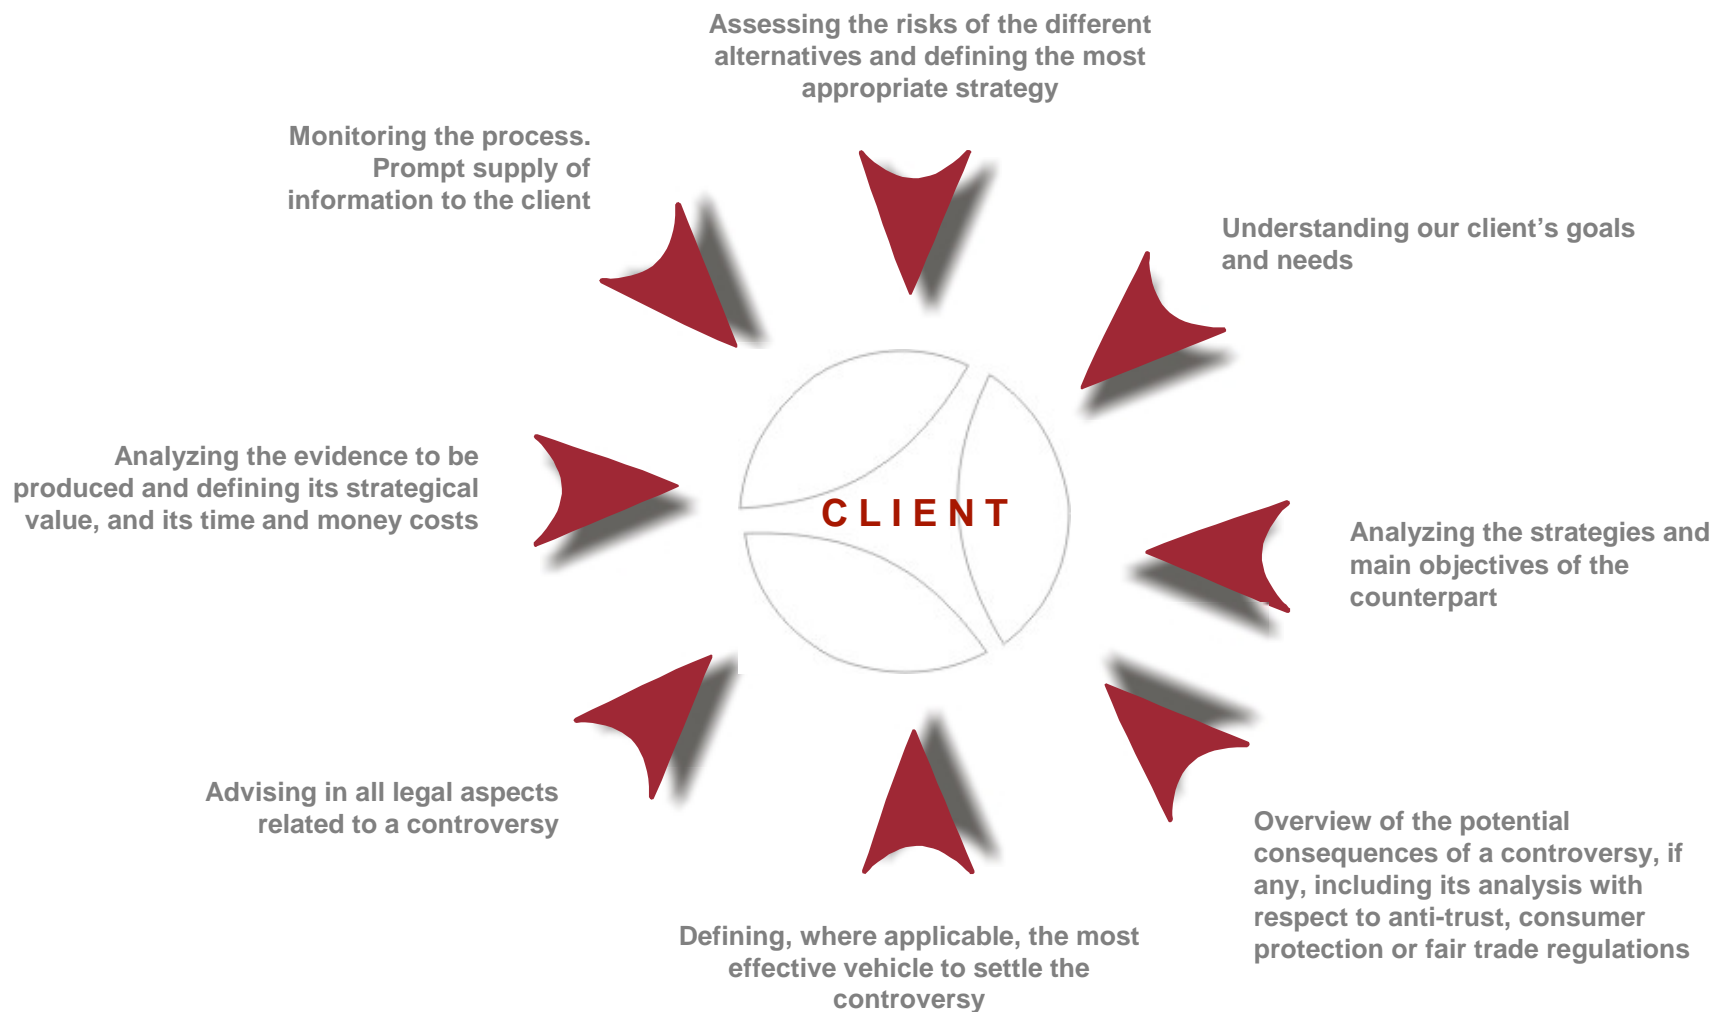 Assessing the risks of the different
alternatives and defining the most
appropriate strategy
Monitoring the process.
Prompt supply of
information to the client
Understanding our client’s goals
and needs
Analyzing the evidence to be
produced and defining its strategical
value, and its time and money costs
CLIENT
Analyzing the strategies and
main objectives of the
counterpart
Advising in all legal aspects
related to a controversy
Overview of the potential
consequences of a controversy, if
any, including its analysis with
respect to anti-trust, consumer
protection or fair trade regulations
Defining, where applicable, the most
effective vehicle to settle the
controversy